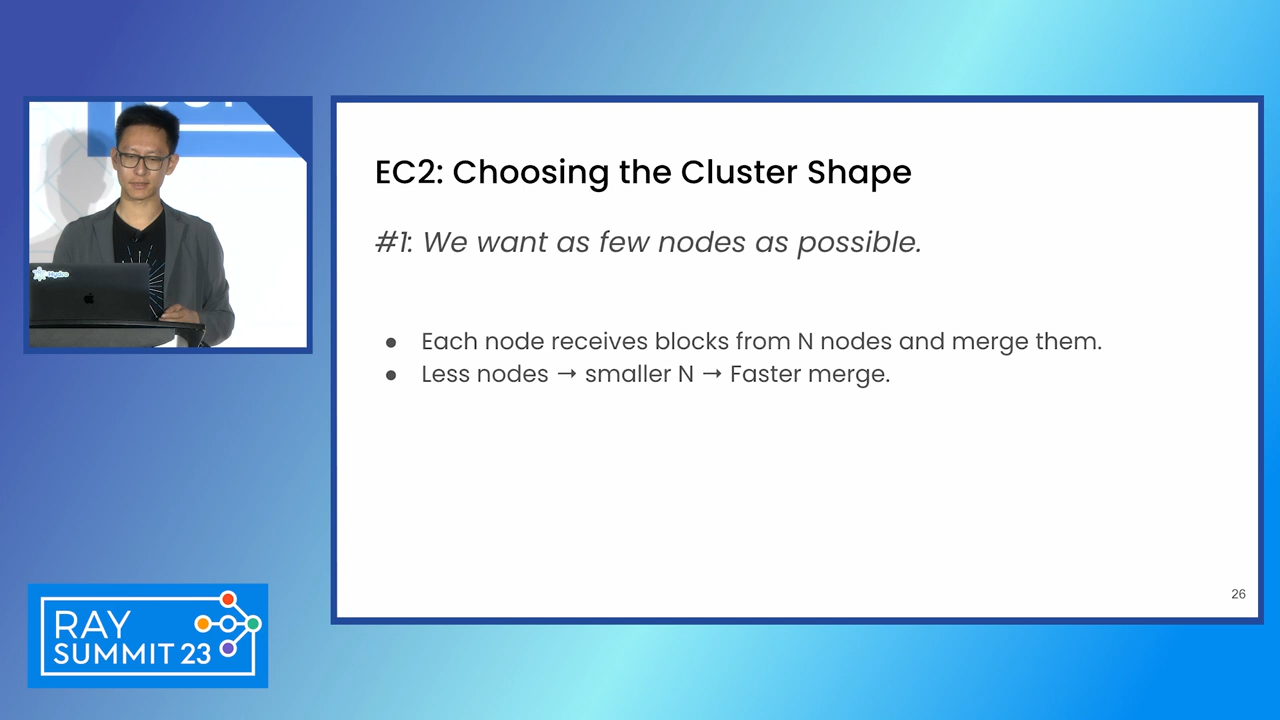 EC2: Choosing the Cluster Shape
#1: We want as few nodes as possible.
● Each node receives blocks from N nodes and merge them.
● Less nodes → smaller N → Faster merge.
26
Hydro
RAY
SUMMIT 23